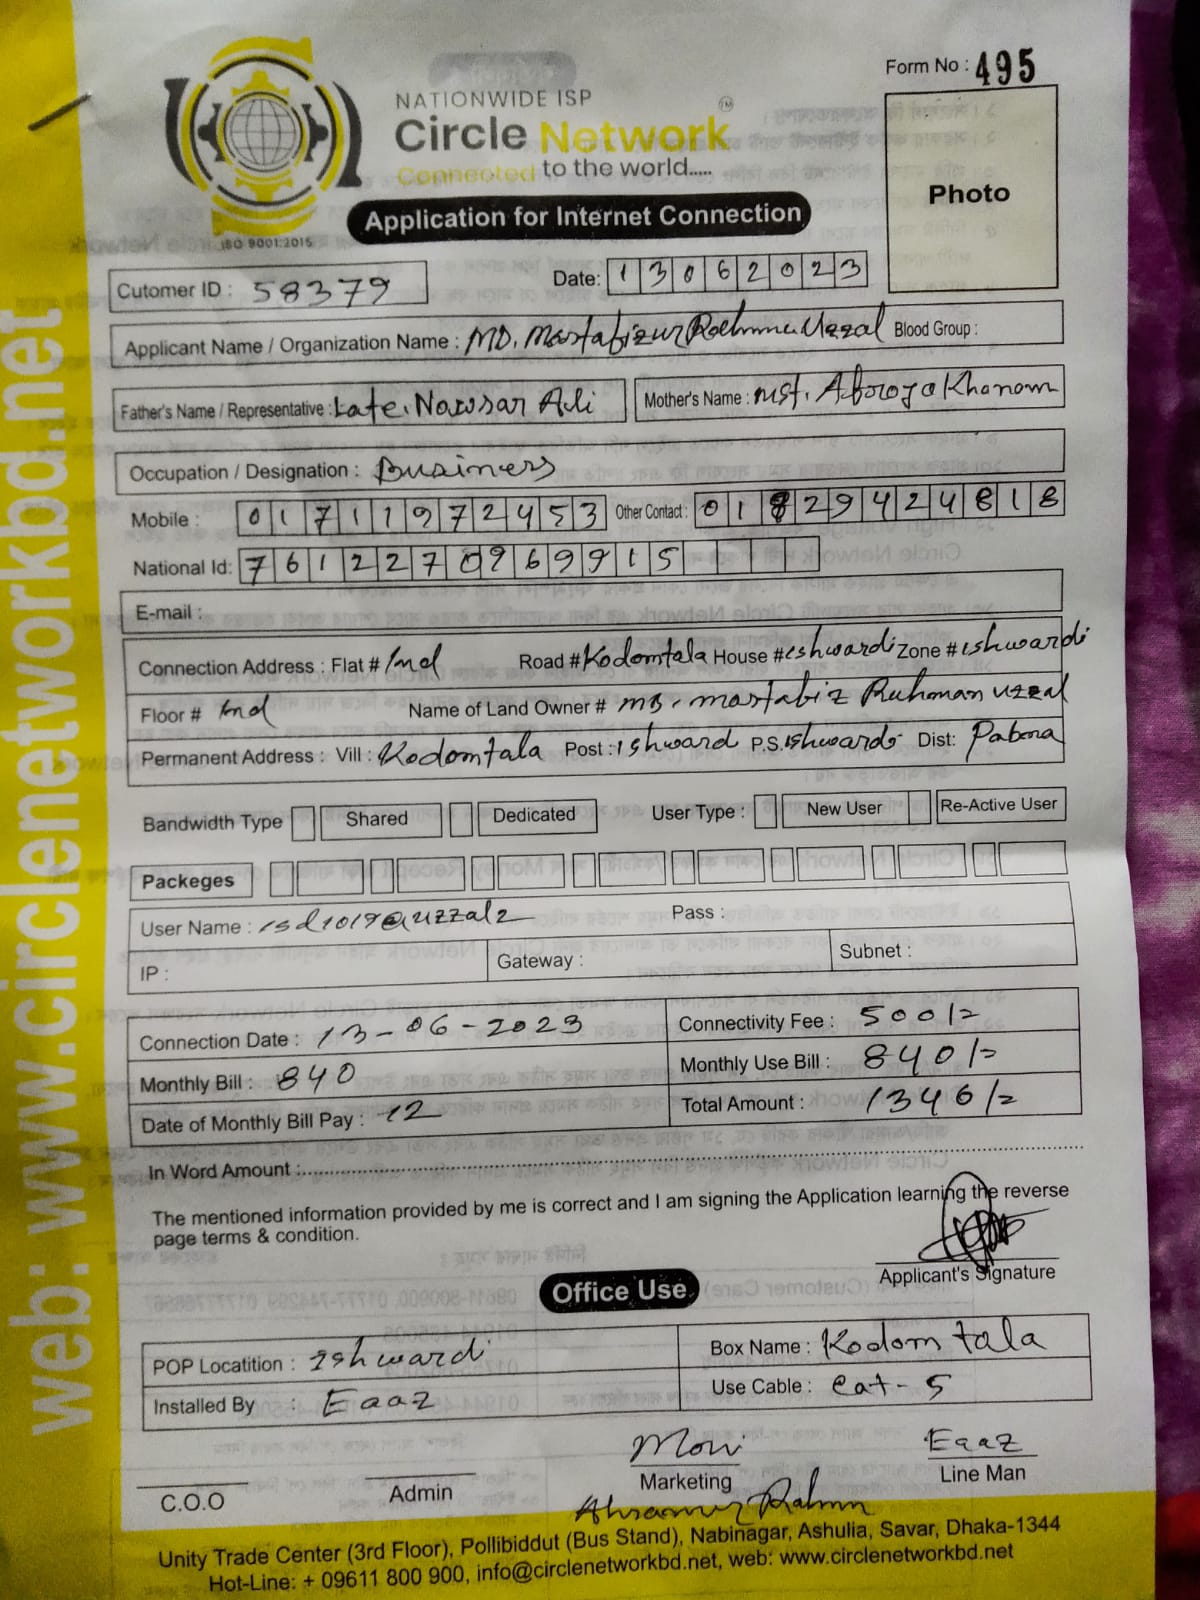 Form No : 495
NATIONWIDE ISP
Circle Network ™
Connected to the world.....
ISO 9001:2015
Photo
Application for Internet Connection
Cutomer ID : 58379
Date: 13062023
Applicant Name / Organization Name : MD. Mostafizur Uzzal Blood Group :
Father's Name / Representative : Late. Nawsar Ali Mother's Name : Mst. Khanom
Occupation / Designation : Business
Mobile : 01711972453 Other Contact : 01829424818
National Id: 7612270969915
E-mail :
Connection Address : Flat # 2nd Road # Kodomtala House # eshwardi Zone # ishwardi
Floor # 2nd Name of Land Owner # MD. mostafiz Ruhman uzzal
Permanent Address : Vill : Kodomtala Post : ishward P.S. ishwardi Dist: Pabna
Bandwidth Type Shared Dedicated User Type : New User Re-Active User
Packeges
User Name : isd1019@uzzal2 Pass :
IP : Gateway : Subnet :
Connection Date : 13-06-2023 Connectivity Fee : 500/=
Monthly Bill : 840 Monthly Use Bill : 840/=
Date of Monthly Bill Pay : 12 Total Amount : 1340/=
In Word Amount :
The mentioned information provided by me is correct and I am signing the Application learning the reverse
page terms & condition.
Applicant's Signature
Office Use
POP Locatition : Ishwardi Box Name : Kodomtala
Installed By : Eaaz Use Cable : Cat-5
Eaaz
C.O.O Admin Marketing Line Man
Unity Trade Center (3rd Floor), Pollibiddut (Bus Stand), Nabinagar, Ashulia, Savar, Dhaka-1344
Hot-Line: + 09611 800 900, info@circlenetworkbd.net, web: www.circlenetworkbd.net
web: www.circlenetworkbd.net